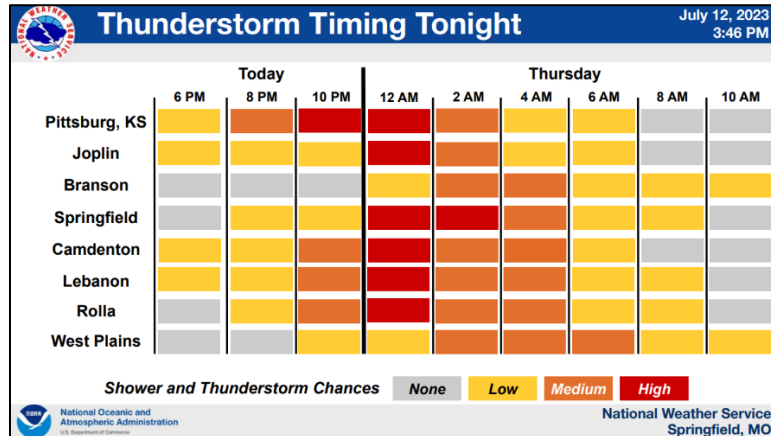 Thunderstorm Timing Tonight
July 12, 2023
3:46 PM
Today
Thursday
6 PM 8 PM 10 PM 12 AM 2 AM 4 AM 6 AM 8 AM 10 AM
Pittsburg, KS
Joplin
Branson
Springfield
Camdenton
Lebanon
Rolla
West Plains
Shower and Thunderstorm Chances None Low Medium High
NOAA
National Oceanic and
Atmospheric Administration
U.S. Department of Commerce
National Weather Service
Springfield, MO
NATIONAL WEATHER SERVICE